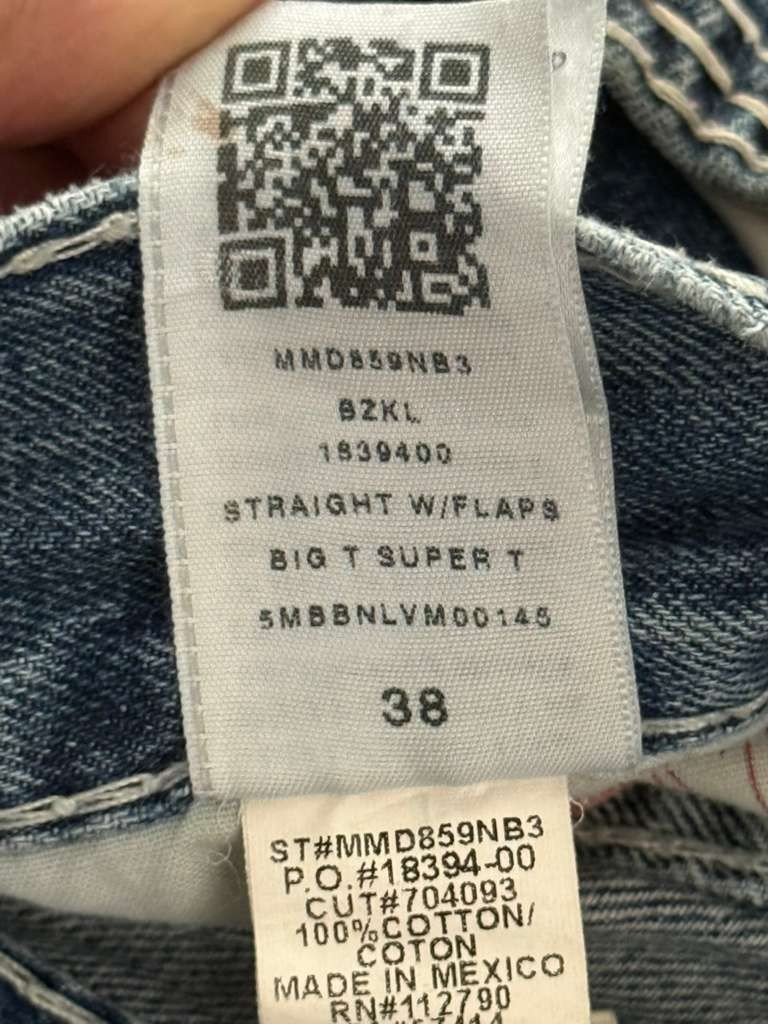 MMD859NB3
BZKL
1839400
STRAIGHT W/FLAPS
BIG T SUPER T
5MBBNLVM00145
38
ST#MMD859NB3
P.O.#18394-00
CUT#704093
100%COTTON/
COTON
MADE IN MEXICO
RN#112790